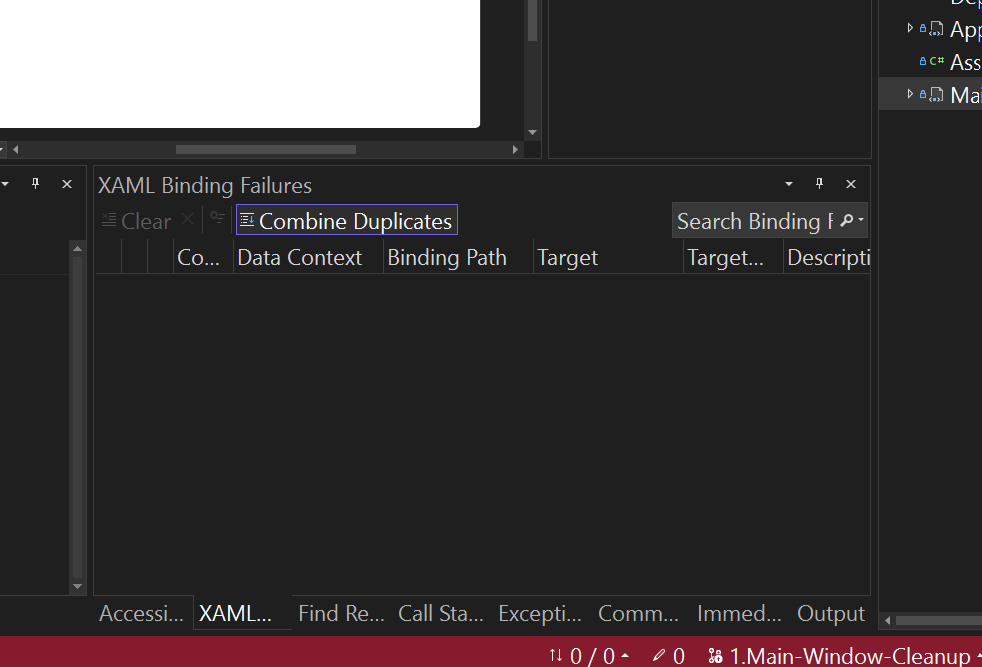 App
C# Ass
Mai
XAML Binding Failures
Clear Combine Duplicates Search Binding F
Co... Data Context Binding Path Target Target... Descripti
Accessi... XAML... Find Re... Call Sta... Excepti... Comm... Immed... Output
0 / 0 0 1.Main-Window-Cleanup